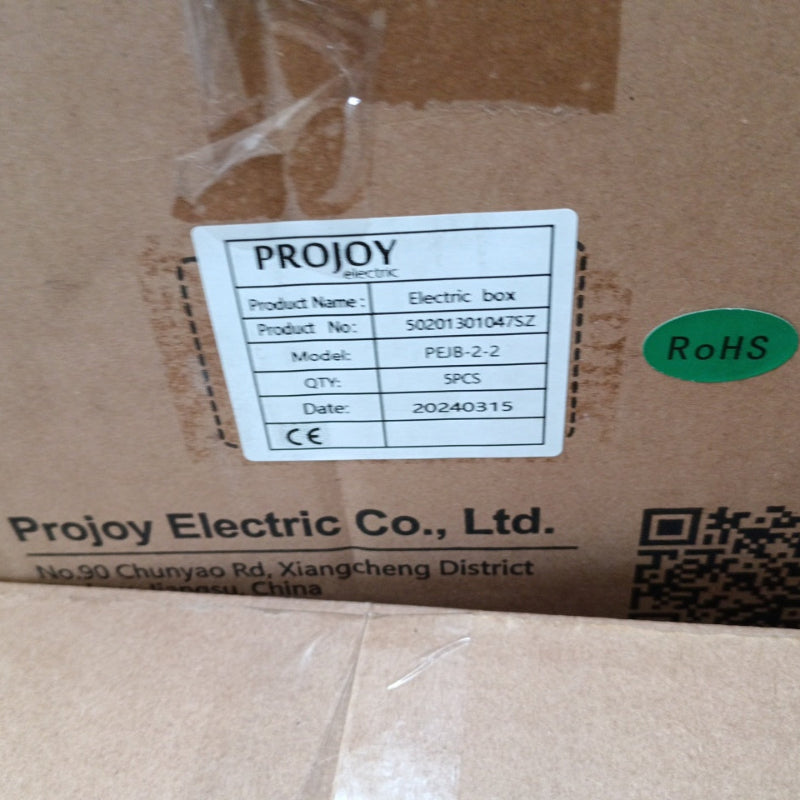 PROJOY
electric
Product Name: Electric box
Product No: 50201301047SZ
Model: PEJB-2-2
QTY: 5PCS
Date: 20240315
CE
RoHS
Projoy Electric Co., Ltd.
No.90 Chunyao Rd, Xiangcheng District
Jiangsu, China